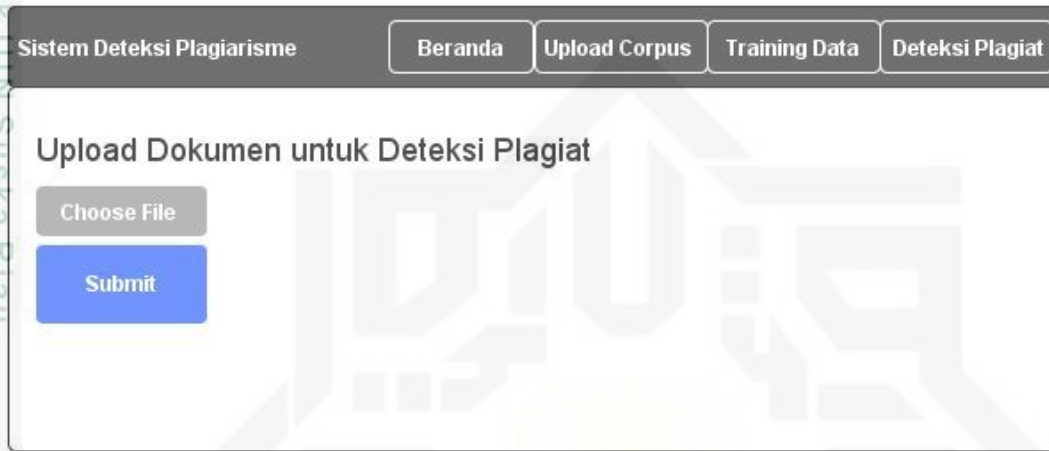 Sistem Deteksi Plagiarisme
Beranda
Upload Corpus
Training Data
Deteksi Plagiat
Upload Dokumen untuk Deteksi Plagiat
Choose File
Submit